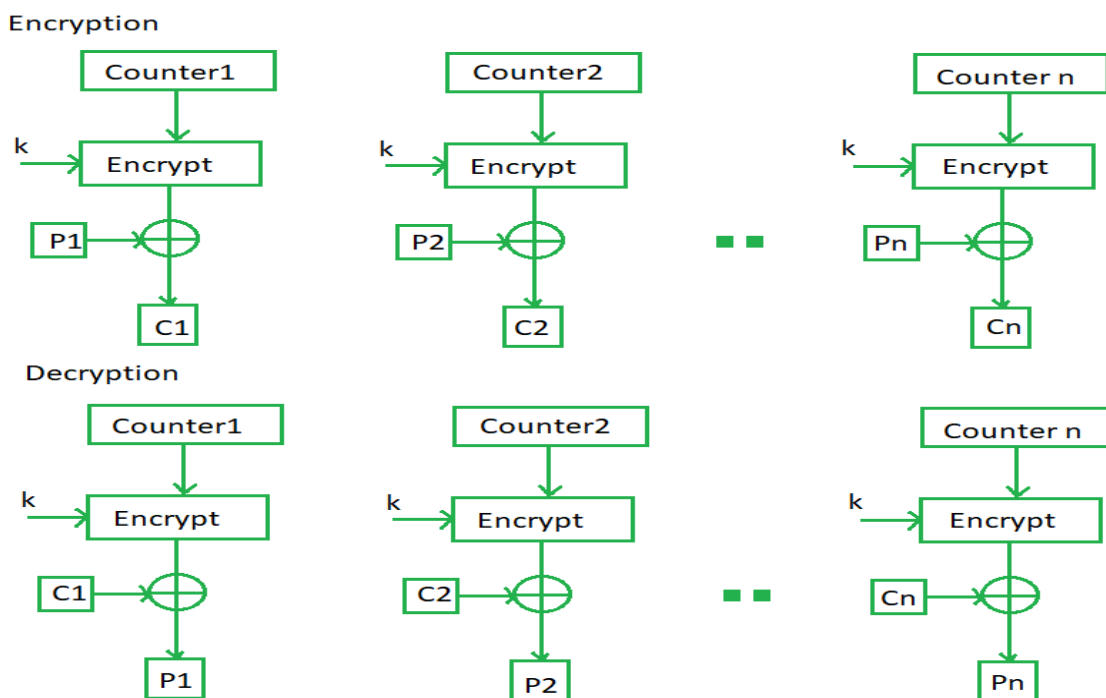 Encryption
Counter1 Counter2 Counter n
k Encrypt k Encrypt k Encrypt
P1 P2 Pn
C1 C2 Cn
Decryption
Counter1 Counter2 Counter n
k Encrypt k Encrypt k Encrypt
C1 C2 Cn
P1 P2 Pn